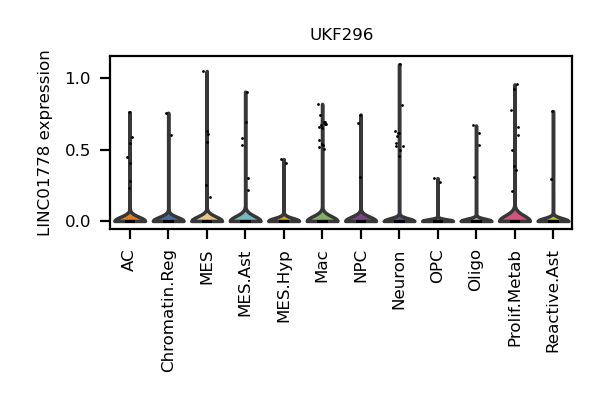 UKF296
LINC01778 expression
1.0
0.5
0.0
AC
Chromatin.Reg
MES
MES.Ast
MES.Hyp
Mac
NPC
Neuron
OPC
Oligo
Prolif.Metab
Reactive.Ast